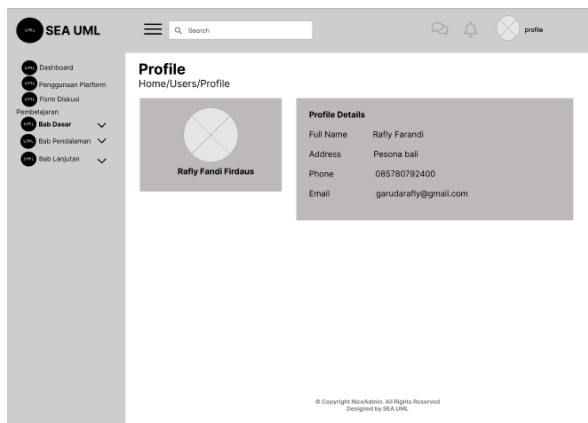 UML SEA UML
Search
profile
UML Dashboard
UML Penggunaan Platform
UML Form Diskusi
Pembelajaran
UML Bab Dasar
UML Bab Pendalaman
UML Bab Lanjutan
Profile
Home/Users/Profile
Rafly Fandi Firdaus
Profile Details
Full Name Rafly Farandi
Address Pesona bali
Phone 085780792400
Email garudarafly@gmail.com
© Copyright NiceAdmin. All Rights Reserved
Designed by SEA UML